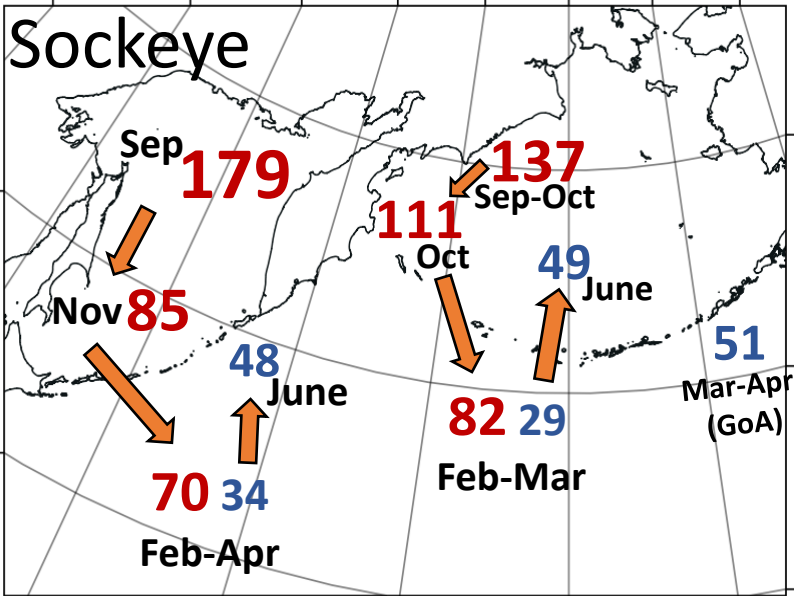 Sockeye
Sep 179
137
Sep-Oct
111
Oct
49
June
Nov 85
48
June
51
Mar-Apr
(GoA)
82 29
Feb-Mar
70 34
Feb-Apr